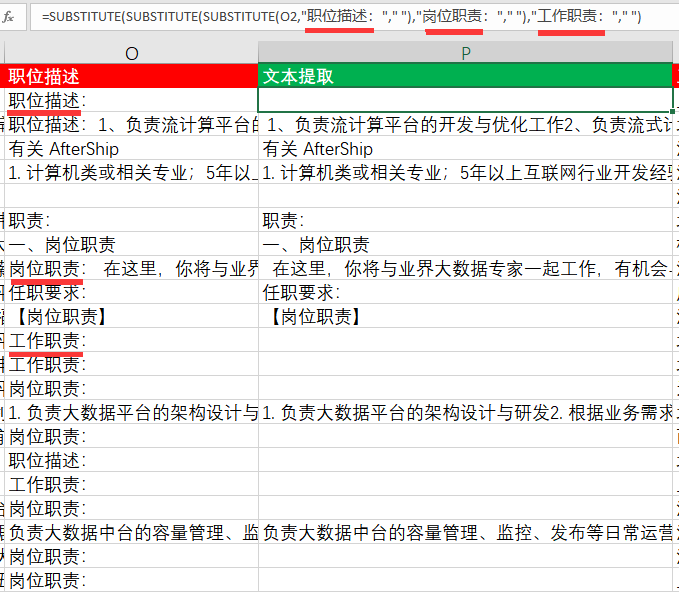 fx =SUBSTITUTE(SUBSTITUTE(SUBSTITUTE(O2,"职位描述："," "),"岗位职责："," "),"工作职责："," ")
O P
职位描述 文本提取
职位描述：
职位描述：1、负责流计算平台的 1、负责流计算平台的开发与优化工作2、负责流式
有关 AfterShip 有关 AfterShip
1. 计算机类或相关专业；5年以上 1. 计算机类或相关专业；5年以上互联网行业开发经验
职责： 职责：
一、岗位职责 一、岗位职责
岗位职责： 在这里，你将与业界 在这里，你将与业界大数据专家一起工作，有机会
任职要求： 任职要求：
【岗位职责】 【岗位职责】
工作职责：
工作职责：
岗位职责：
1. 负责大数据平台的架构设计与 1. 负责大数据平台的架构设计与研发2. 根据业务需求
岗位职责：
职位描述：
工作职责：
岗位职责：
负责大数据中台的容量管理、监 负责大数据中台的容量管理、监控、发布等日常运营
岗位职责：
岗位职责：